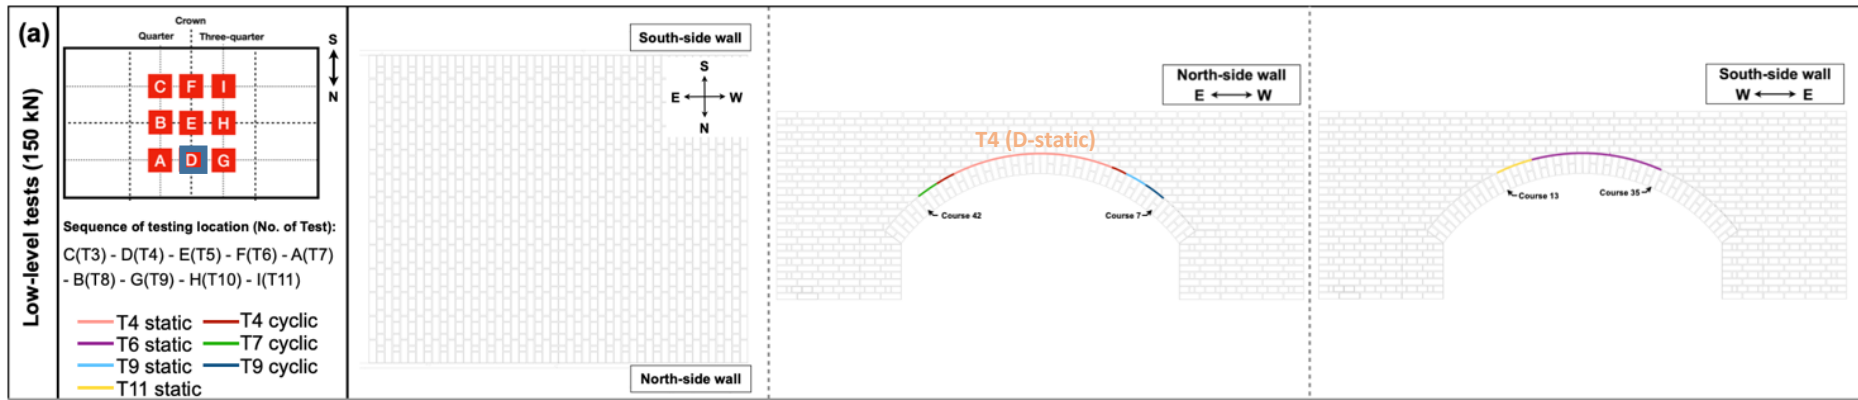 (a)
Low-level tests (150 kN)
Crown
Quarter
Three-quarter
S
N
C F I
B E H
A D G
Sequence of testing location (No. of Test):
C(T3) - D(T4) - E(T5) - F(T6) - A(T7)
- B(T8) - G(T9) - H(T10) - I(T11)
T4 static
T4 cyclic
T6 static
T7 cyclic
T9 static
T9 cyclic
T11 static
South-side wall
S
E W
N
North-side wall
North-side wall
E W
T4 (D-static)
Course 42
Course 7
South-side wall
W E
Course 13
Course 35